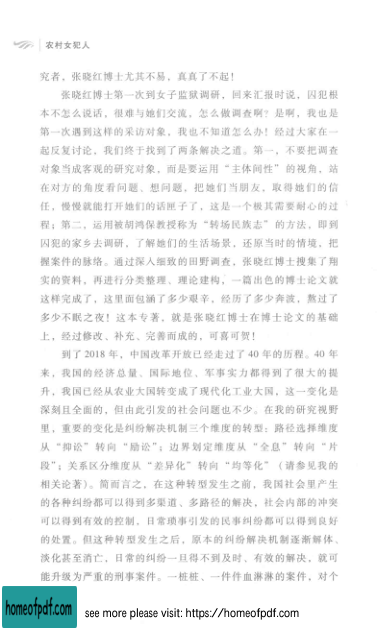 农村女犯人
究者，张晓红博士尤其不易，真真了不起！
张晓红博士第一次到女子监狱调研，回来汇报时说，囚犯根
本不怎么说话，很难与她们交流，怎么做调查啊？是啊，我也是
第一次遇到这样的采访对象，我也不知道怎么办！经过大家在一
起反复讨论，我们终于找到了两条解决之道。第一，不要把调查
对象当成客观的研究对象，而是要运用“主体间性”的视角，站
在对方的角度看问题、想问题，把她们当朋友，取得她们的信
任，慢慢就能打开她们的话匣子了，这是一个极其需要耐心的过
程；第二，运用被胡鸿保教授称为“转场民族志”的方法，即到
囚犯的家乡去调研，了解她们的生活场景，还原当时的情境，把
握案件的脉络。通过深入细致的田野调查，张晓红博士搜集了翔
实的资料，再进行分类整理、理论建构，一篇出色的博士论文就
这样完成了，这里面包涵了多少艰辛，经历了多少奔波，熬过了
多少不眠之夜！这本专著，就是张晓红博士在博士论文的基础
上，经过修改、补充、完善而成的，可喜可贺！
到了 2018 年，中国改革开放已经走过了 40 年的历程。40 年
来，我国的经济总量、国际地位、军事实力都得到了很大的提
升，我国已经从农业大国转变成了现代化工业大国，这一变化是
深刻且全面的，但由此引发的社会问题也不少。在我的研究视野
里，重要的变化是纠纷解决机制三个维度的转型：路径选择维度
从“抑讼”转向“励讼”；边界划定维度从“全息”转向“片
段”；关系区分维度从“差异化”转向“均等化”（请参见我的
相关论著）。简而言之，在这种转型发生之前，我国社会里产生
的各种纠纷都可以得到多渠道、多路径的解决，社会内部的冲突
可以得到有效的控制，日常琐事引发的民事纠纷都可以得到良好
的处置。但这种转型发生之后，原本的纠纷解决机制逐渐解体、
淡化甚至消亡，日常的纠纷一旦得不到及时、有效的解决，就可
能升级为严重的刑事案件。一桩桩、一件件血淋淋的案件，对个
homeofpdf.com
see more please visit: https://homeofpdf.com